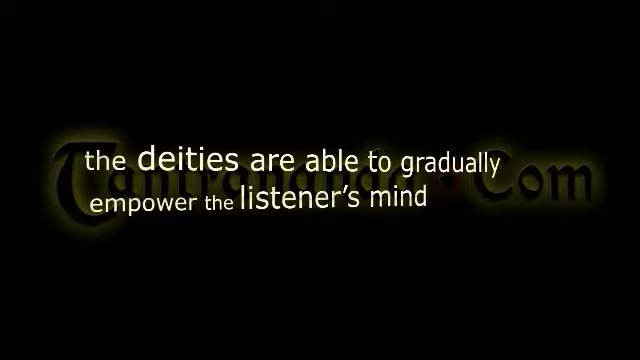 the deities are able to gradually
empower the listener's mind